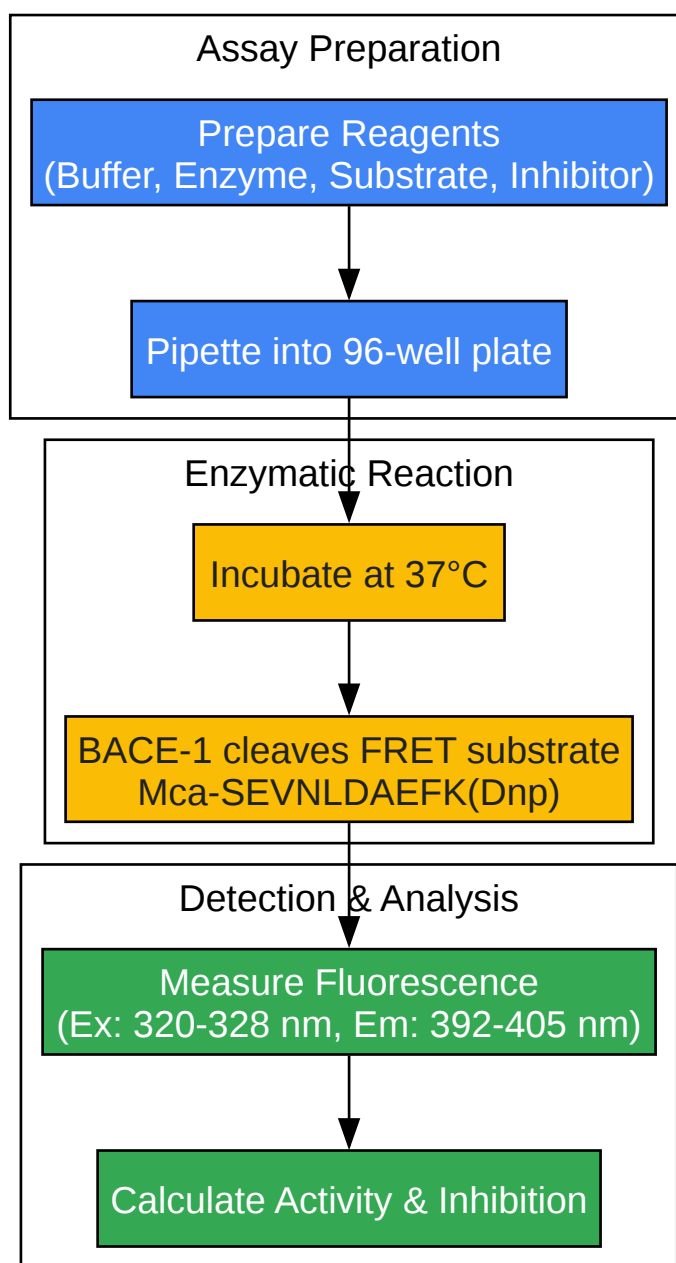 Assay Preparation
Prepare Reagents
(Buffer, Enzyme, Substrate, Inhibitor)
Pipette into 96-well plate
Enzymatic Reaction
Incubate at 37°C
BACE-1 cleaves FRET substrate
Mca-SEVNLDAEFK(Dnp)
Detection & Analysis
Measure Fluorescence
(Ex: 320-328 nm, Em: 392-405 nm)
Calculate Activity & Inhibition